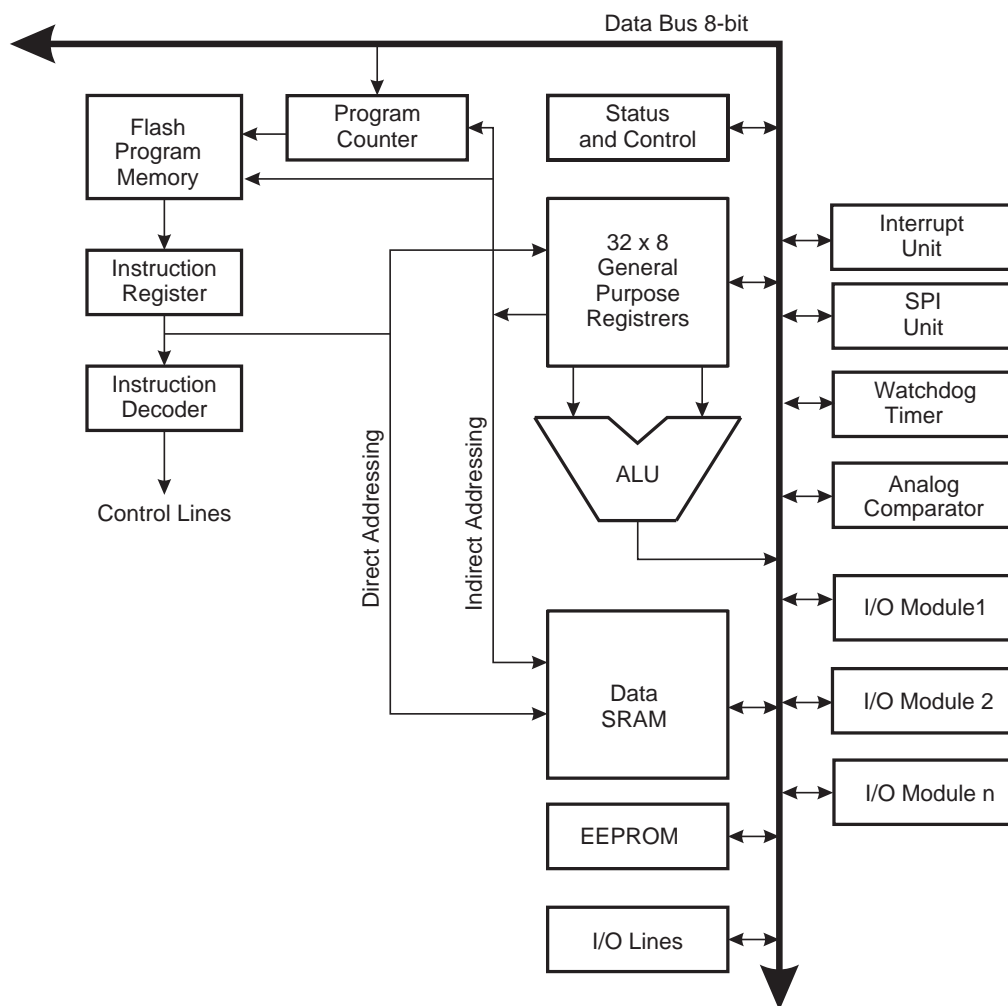 Data Bus 8-bit
Flash
Program
Memory
Program
Counter
Status
and Control
Instruction
Register
32 x 8
General
Purpose
Registrers
Interrupt
Unit
SPI
Unit
Instruction
Decoder
Watchdog
Timer
Control Lines
Direct Addressing
Indirect Addressing
ALU
Analog
Comparator
I/O Module1
Data
SRAM
I/O Module 2
I/O Module n
EEPROM
I/O Lines